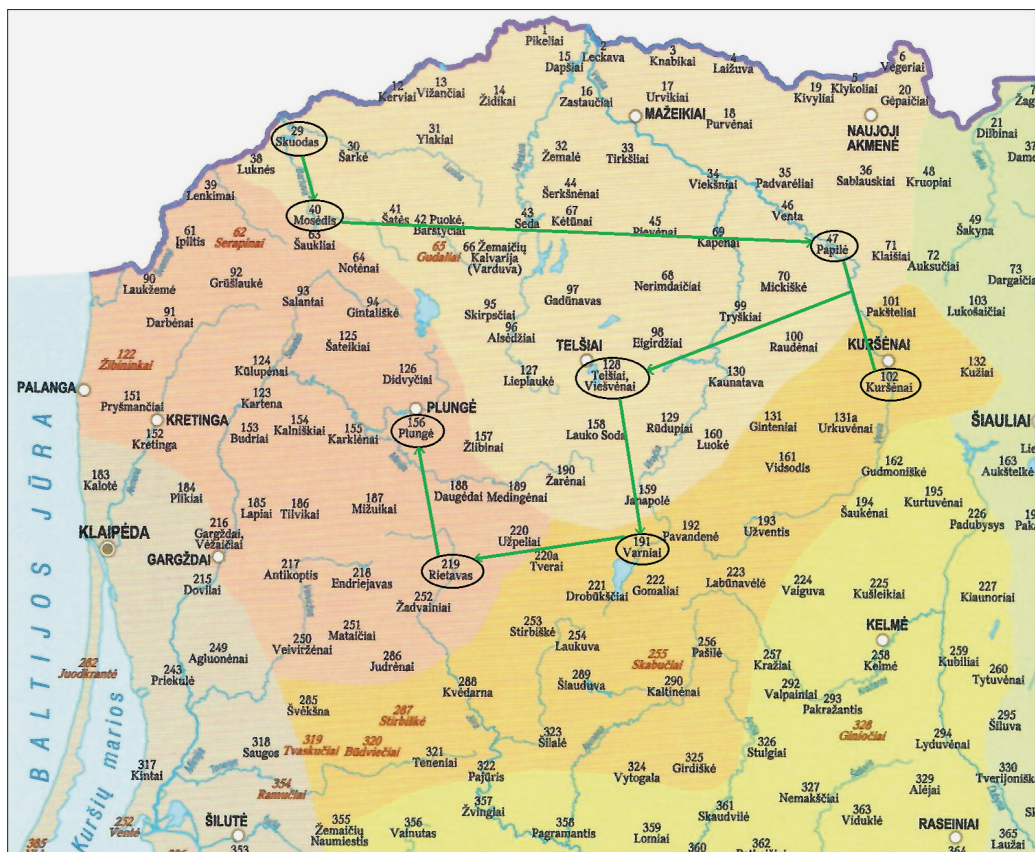 1
Pikeliai
2
Leckava
3
Knabikai
4
Laižuva
6
Vegeriai
15
Dapšiai
5
Klykoliai
12
Kerviai
13
Vižančiai
14
Židikai
16
Zastaučiai
17
Urvikiai
MAŽEIKIAI
18
Purvėnai
19
Kivyliai
20
Gėpaičiai
NAUJOJI
AKMENĖ
21
Dilbinai
29
Skuodas
30
Šarkė
31
Ylakiai
32
Žemalė
33
Tirkšliai
34
Viekšniai
35
Padvarėliai
36
Sablauskiai
48
Kruopiai
37
38
Luknės
39
Lenkimai
44
Šerkšnėnai
46
Venta
40
Mosėdis
41
Šatės
42 Puokė,
Barstyčiai
43
Seda
67
Kėtūnai
45
Pievėnai
69
Kapėnai
47
Papilė
49
Šakyna
61
Įpiltis
62
Serapinai
63
Šaukliai
64
Notėnai
65
Gudaliai
66 Žemaičių
Kalvarija
(Varduva)
71
Klaišiai
72
Auksučiai
73
Dargaičiai
90
Laukžemė
92
Grūšlaukė
93
Salantai
94
Gintališkė
95
Skirpsčiai
97
Gadūnavas
68
Nerimdaičiai
70
Mickiškė
91
Darbėnai
96
Alsėdžiai
98
Eigirdžiai
99
Tryškiai
100
Raudėnai
101
Pakšteliai
103
Lukošaičiai
122
Žibininkai
124
Kūlupėnai
125
Šateikiai
126
Didvyčiai
127
Lieplaukė
TELŠIAI
128
Telšiai,
Viešvėnai
130
Kaunatava
KURŠĖNAI
102
Kuršėnai
132
Kužiai
PALANGA
151
Pryšmančiai
KRETINGA
152
Kretinga
123
Kartena
153
Budriai
154
Kalniškiai
155
Karklėnai
PLUNGĖ
156
Plungė
157
Žlibinai
158
Lauko Soda
129
Rūdupiai
160
Luokė
131
Ginteniai
131a
Urkuvėnai
ŠIAULIAI
161
Vidsodis
162
Gudmoniškė
163
Aukštelkė
183
Kalotė
184
Plikiai
185
Lapiai
186
Tilvikai
187
Mižuikai
188
Daugėdai
189
Medingėnai
190
Žarėnai
159
Janapolė
194
Šaukėnai
195
Kurtuvėnai
KLAIPĖDA
216
Gargždai,
Vėžaičiai
GARGŽDAI
220
Užpeliai
220a
Tverai
191
Varniai
192
Pavandenė
193
Užventis
226
Padubysys
215
Dovilai
217
Antikoptis
218
Endriejavas
219
Rietavas
252
Žadvainiai
221
Drobūkščiai
222
Gomaliai
223
Labūnavėlė
224
Vaiguva
225
Kušleikiai
227
Kiaunoriai
BALTIJOS JŪRA
Kuršių marios
282
Juodkrantė
243
Priekulė
249
Agluonėnai
250
Veiviržėnai
251
Mataičiai
286
Judrėnai
253
Stirbiškė
254
Laukuva
255
Skabučiai
256
Pašilė
257
Kražiai
KELMĖ
258
Kelmė
259
Kubiliai
260
Tytuvėnai
285
Švėkšna
287
Stirbiškė
288
Kvėdarna
289
Šiauduva
290
Kaltinėnai
292
Valpainiai
293
Pakražantis
328
Giniočiai
294
Lyduvėnai
295
Šiluva
317
Kintai
318
Saugos
319
Tvaskučiai
320
Būdviečiai
321
Teneniai
322
Pajūris
323
Šilalė
324
Vytogala
325
Girdiškė
326
Stulgiai
327
Nemakščiai
329
Alėjai
330
Tverijoniškė
354
Ramučiai
252
Ventė
ŠILUTĖ
353
355
Žemaičių
Naumiestis
356
Vainutas
357
Žvingiai
358
Pagramantis
359
Lomiai
360
361
Skaudvilė
362
363
Viduklė
RASEINIAI
364
365
Laužai
385